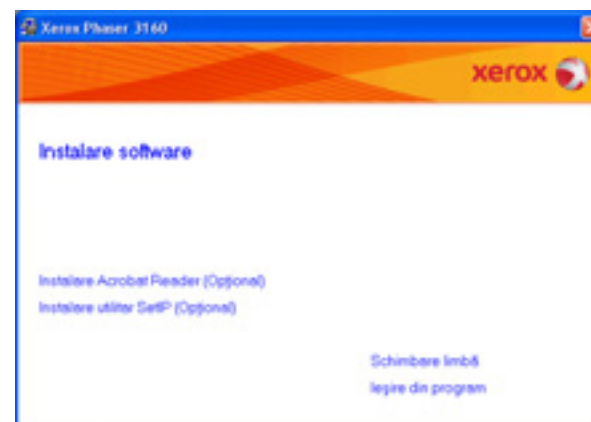 Xerox Phaser 3160
xerox
Instalare software
Instalare Acrobat Reader (Opţional)
Instalare utilitar SetIP (Opţional)
Schimbare limbă
Ieşire din program